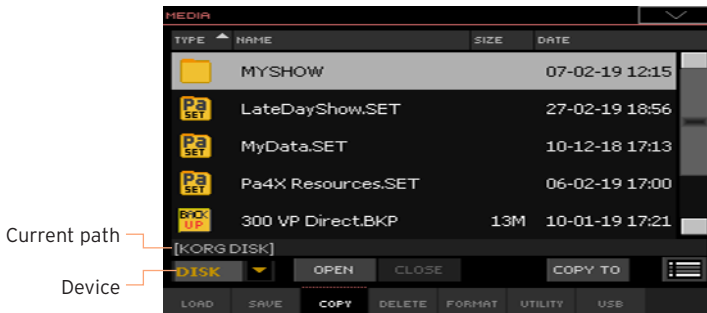 MEDIA
TYPE NAME SIZE DATE
MYSHOW 07-02-19 12:15
Pa SET LateDayShow.SET 27-02-19 18:56
Pa SET MyData.SET 10-12-18 17:13
Pa SET Pa4X Resources.SET 06-02-19 17:00
BACK UP 300 VP Direct.BKP 13M 10-01-19 17:21
Current path
[KORG DISK]
Device
DISK OPEN CLOSE COPY TO
LOAD SAVE COPY DELETE FORMAT UTILITY USB